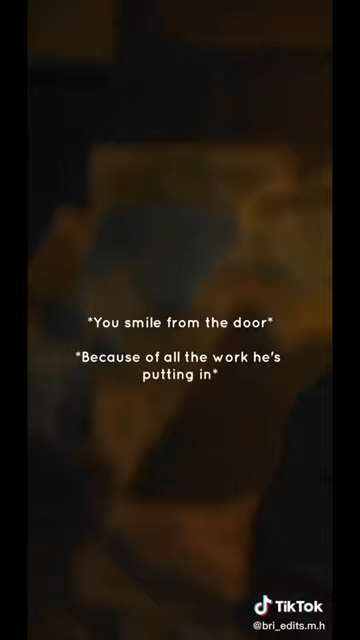 *You smile from the door*
*Because of all the work he's
putting in*
TikTok
@bri_edits.m.h